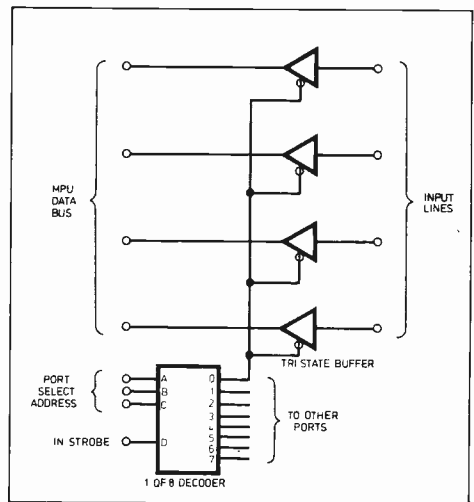 MPU
DATA
BUS
INPUT
LINES
TRI STATE BUFFER
PORT
SELECT
ADDRESS
IN STROBE
A
B
C
D
0
1
2
3
4
5
6
7
TO OTHER
PORTS
1 OF 8 DECODER